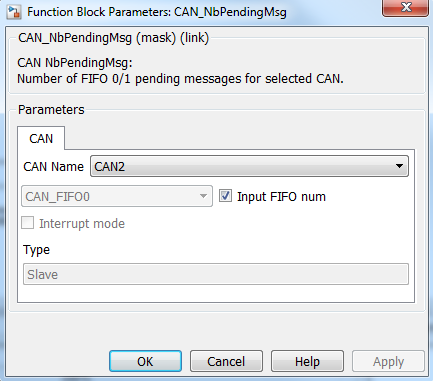 Function Block Parameters: CAN_NbPendingMsg
CAN_NbPendingMsg (mask) (link)
CAN NbPendingMsg:
Number of FIFO 0/1 pending messages for selected CAN.
Parameters
CAN
CAN Name CAN2
CAN_FIFO0 Input FIFO num
Interrupt mode
Type
Slave
OK Cancel Help Apply